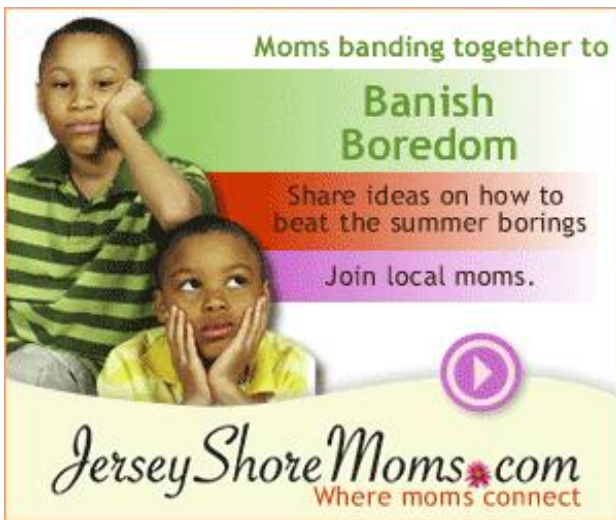 Moms banding together to
Banish
Boredom
Share ideas on how to
beat the summer borings
Join local moms.
JerseyShoreMoms.com
Where moms connect